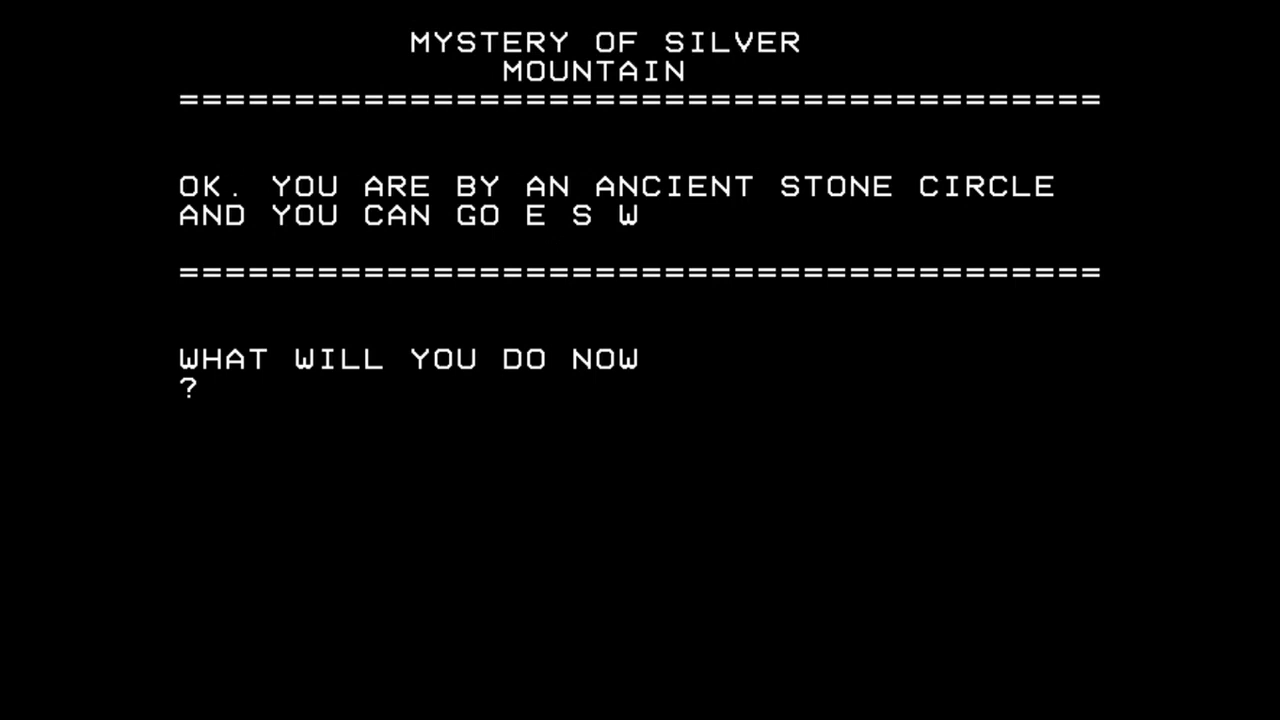 MYSTERY OF SILVER
MOUNTAIN
========================================
OK. YOU ARE BY AN ANCIENT STONE CIRCLE
AND YOU CAN GO E S W
========================================
WHAT WILL YOU DO NOW
?